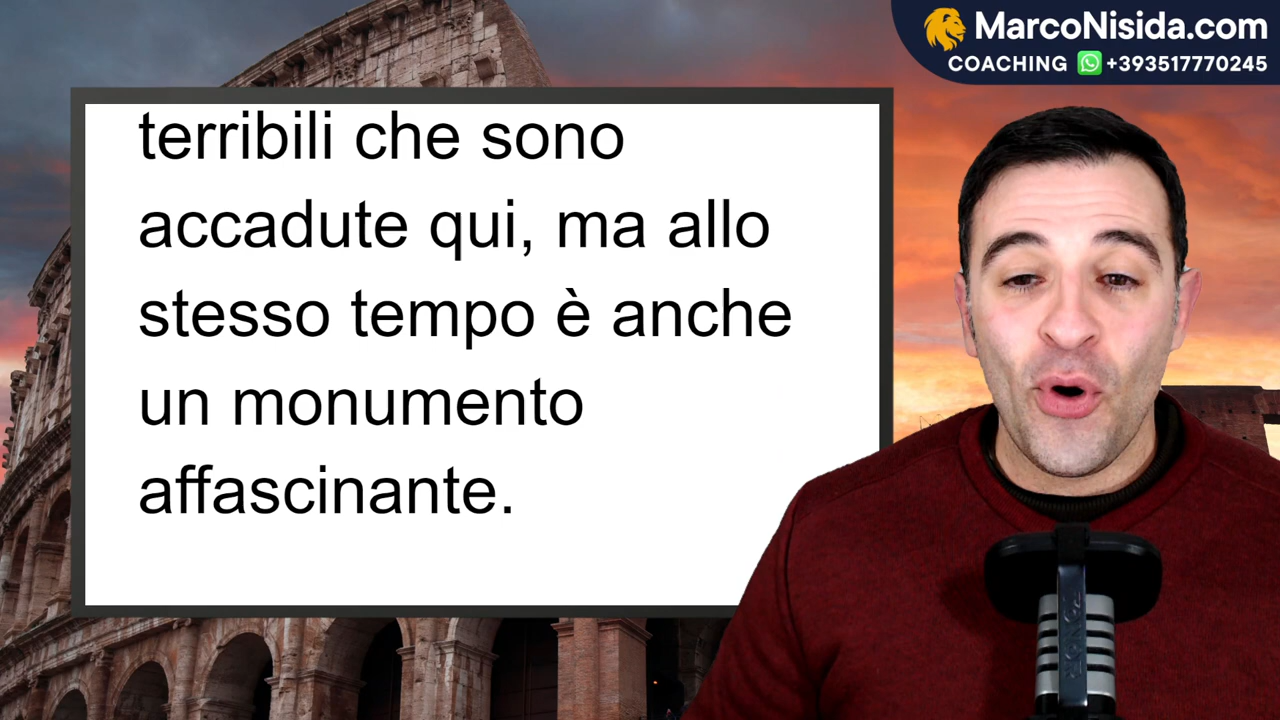 MarcoNisida.com
COACHING +393517770245
terribili che sono
accadute qui, ma allo
stesso tempo è anche
un monumento
affascinante.